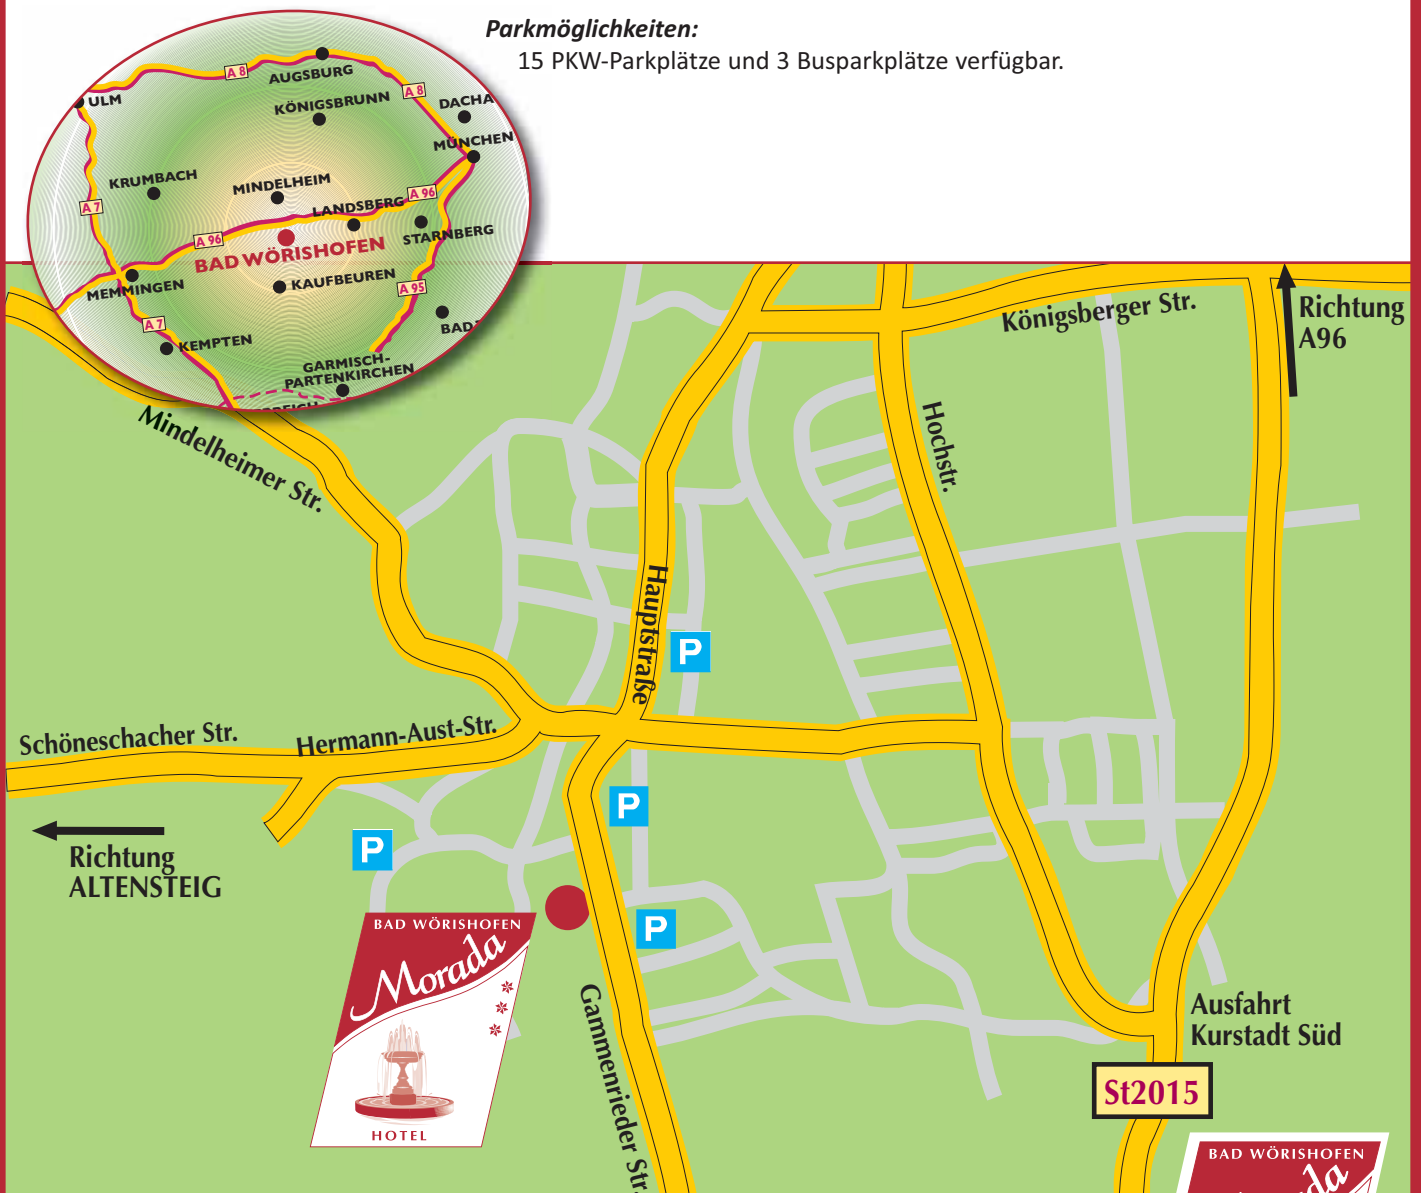 Parkmöglichkeiten:
15 PKW-Parkplätze und 3 Busparkplätze verfügbar.
A 8
AUGSBURG
ULM
KÖNIGSBRUNN
A 8
DACHA
MÜNCHEN
KRUMBACH
MINDELHEIM
A 7
LANDSBERG
A 96
A 96
STARNBERG
BAD WÖRISHOFEN
MEMMINGEN
KAUFBEUREN
A 95
A 7
BAD
KEMPTEN
GARMISCH-
PARTENKIRCHEN
REICH
Königsberger Str.
Richtung
A96
Mindelheimer Str.
Hochstr.
Hauptstraße
P
Schöneschacher Str.
Hermann-Aust-Str.
P
P
Richtung
ALTENSTEIG
P
BAD WÖRISHOFEN
Morada
HOTEL
Gammenrieder Str.
Ausfahrt
Kurstadt Süd
St2015
BAD WÖRISHOFEN